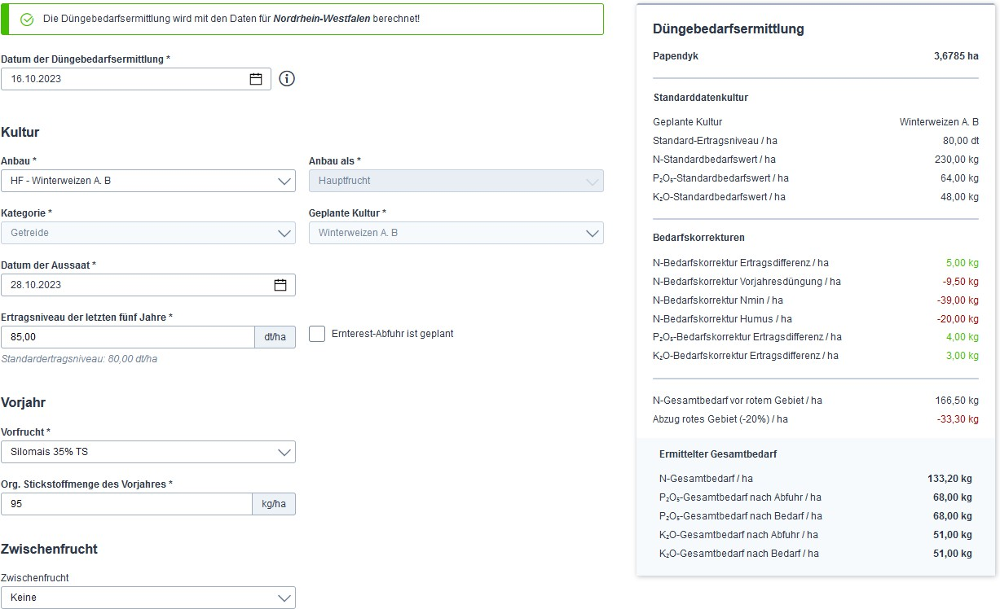 Die Düngebedarfsermittlung wird mit den Daten für Nordrhein-Westfalen berechnet!
Datum der Düngebedarfsermittlung *
16.10.2023
Kultur
Anbau * Anbau als *
HF - Winterweizen A. B Hauptfrucht
Kategorie * Geplante Kultur *
Getreide Winterweizen A. B
Datum der Aussaat *
28.10.2023
Ertragsniveau der letzten fünf Jahre *
85,00 dt/ha Ernterest-Abfuhr ist geplant
Standardertragsniveau: 80,00 dt/ha
Vorjahr
Vorfrucht *
Silomais 35% TS
Org. Stickstoffmenge des Vorjahres *
95 kg/ha
Zwischenfrucht
Zwischenfrucht
Keine
Düngebedarfsermittlung
Papendyk 3,6785 ha
Standarddatenkultur
Geplante Kultur Winterweizen A. B
Standard-Ertragsniveau / ha 80,00 dt
N-Standardbedarfswert / ha 230,00 kg
P₂O₅-Standardbedarfswert / ha 64,00 kg
K₂O-Standardbedarfswert / ha 48,00 kg
Bedarfskorrekturen
N-Bedarfskorrektur Ertragsdifferenz / ha 5,00 kg
N-Bedarfskorrektur Vorjahresdüngung / ha -9,50 kg
N-Bedarfskorrektur Nmin / ha -39,00 kg
N-Bedarfskorrektur Humus / ha -20,00 kg
P₂O₅-Bedarfskorrektur Ertragsdifferenz / ha 4,00 kg
K₂O-Bedarfskorrektur Ertragsdifferenz / ha 3,00 kg
N-Gesamtbedarf vor rotem Gebiet / ha 166,50 kg
Abzug rotes Gebiet (-20%) / ha -33,30 kg
Ermittelter Gesamtbedarf
N-Gesamtbedarf / ha 133,20 kg
P₂O₅-Gesamtbedarf nach Abfuhr / ha 68,00 kg
P₂O₅-Gesamtbedarf nach Bedarf / ha 68,00 kg
K₂O-Gesamtbedarf nach Abfuhr / ha 51,00 kg
K₂O-Gesamtbedarf nach Bedarf / ha 51,00 kg